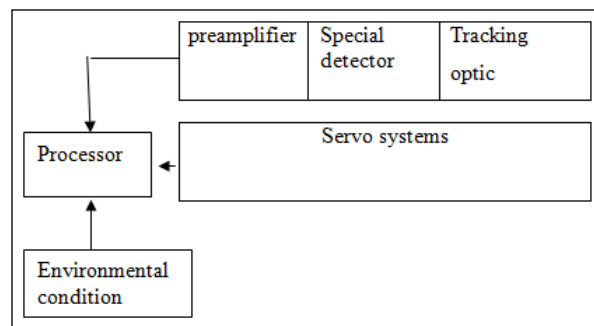 preamplifier
Special
detector
Tracking
optic
Servo systems
Processor
Environmental
condition